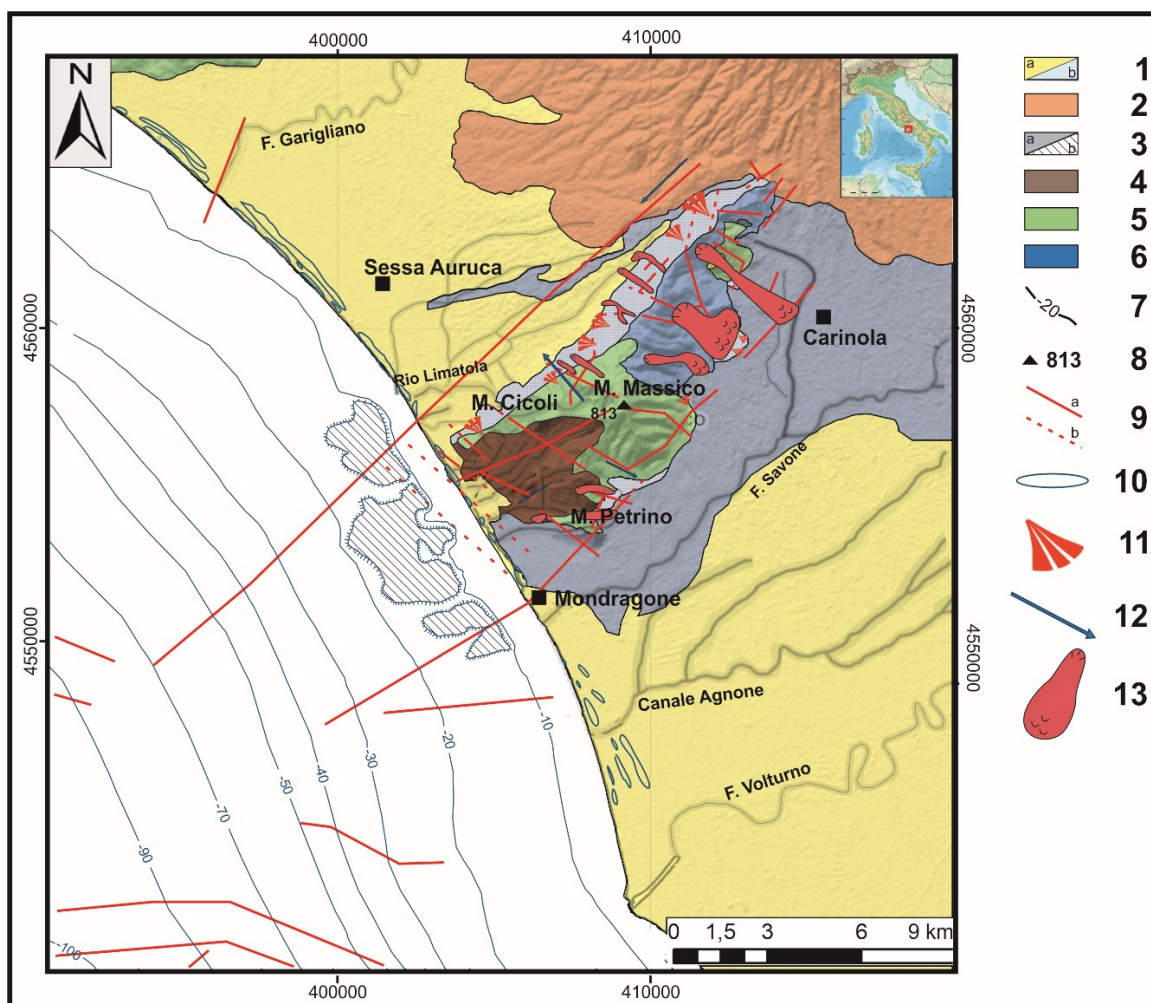 400000
410000
N
F. Garigliano
Sessa Auruca
4560000
4560000
Carinola
Rio Limatola
M. Massico
M. Cicoli
813
F. Savone
M. Petrino
Mondragone
4550000
4550000
Canale Agnone
-10
-20
-30
-40
-50
-70
-90
-100
F. Volturno
0 1,5 3 6 9 km
400000
410000
a b 1
2
a b 3
4
5
6
-20 7
813 8
a b 9
10
11
12
13